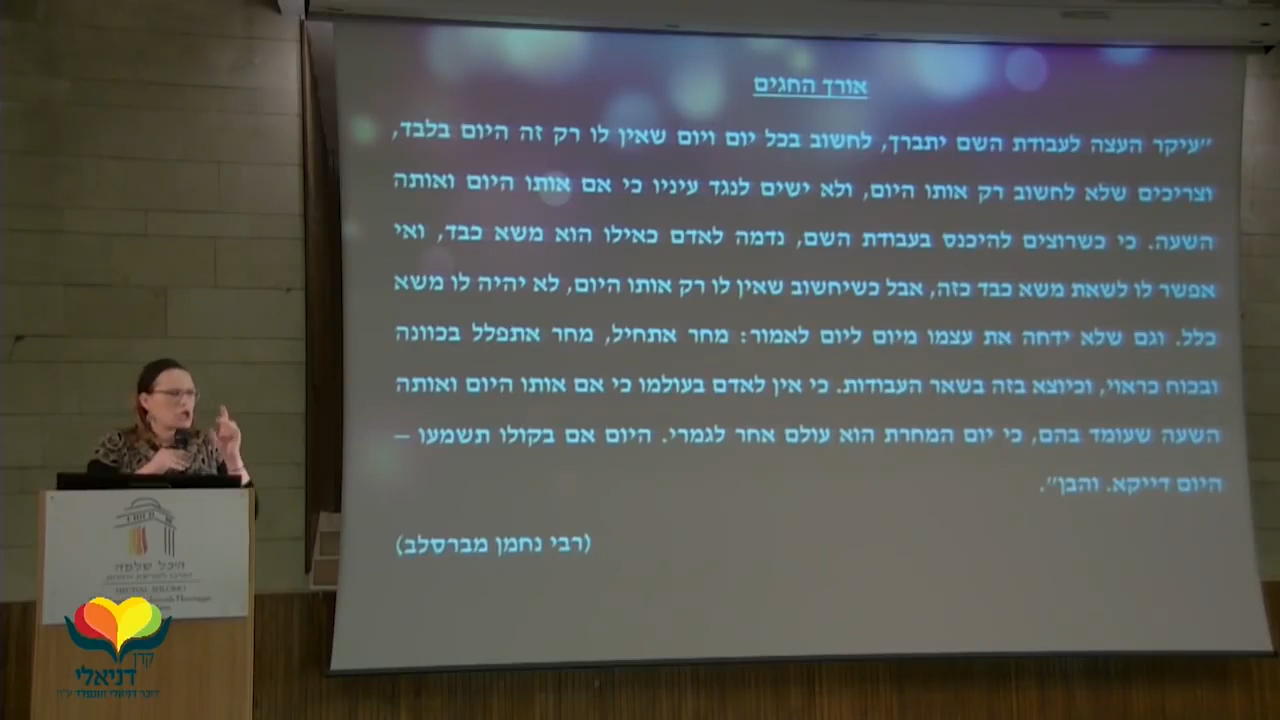 אורך החגים
"עיקר העצה לעבודת השם יתברך, לחשוב בכל יום ויום שאין לו רק זה היום בלבד,
וצריכים שלא לחשוב רק אותו היום, ולא ישים לנגד עיניו כי אם אותו היום ואותה
השעה. כי כשרוצים להיכנס בעבודת השם, נדמה לאדם כאילו הוא משא כבד, ואי
אפשר לו לשאת משא כבד כזה, אבל כשיחשוב שאין לו רק אותו היום, לא יהיה לו משא
כלל. וגם שלא ידחה את עצמו מיום ליום לאמור: מחר אתחיל, מחר אתפלל בכוונה
ובכוח כראוי, וכיוצא בזה בשאר העבודות. כי אין לאדם בעולמו כי אם אותו היום ואותה
השעה שעומד בהם, כי יום המחרת הוא עולם אחר לגמרי. היום אם בקולו תשמעו –
היום דייקא. והבן".
(רבי נחמן מברסלב)
היכל שלמה
HEICHAL SHLOMO
קרן
דניאלי